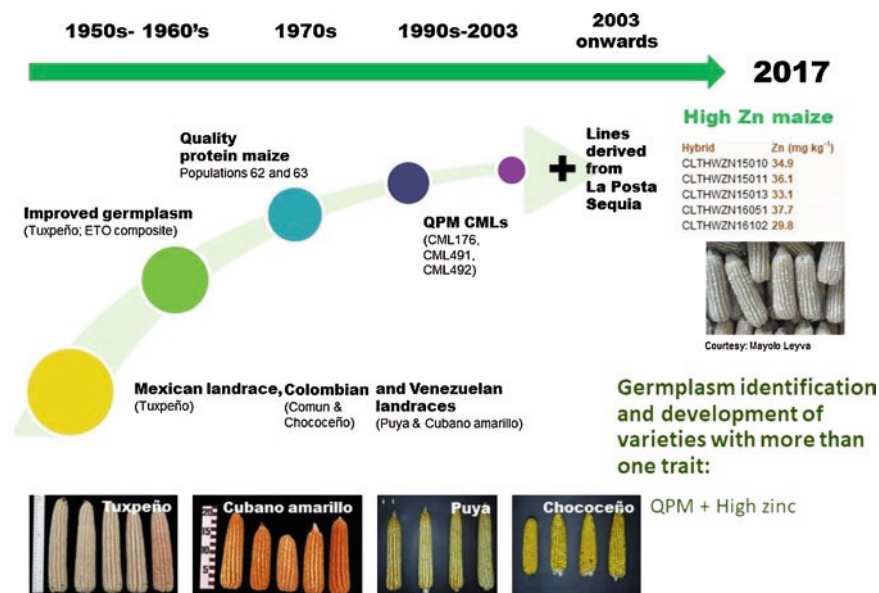 1950s- 1960's
1970s
1990s-2003
2003
onwards
2017
High Zn maize
Hybrid Zn (mg kg-1)
CLTHWZN15010 34.9
CLTHWZN15011 36.1
CLTHWZN15013 33.1
CLTHWZN16051 37.7
CLTHWZN16102 29.8
Courtesy: Mayolo Leyva
Quality
protein maize
Populations 62 and 63
+
Lines
derived
from
La Posta
Sequia
Improved germplasm
(Tuxpeño; ETO composite)
QPM CMLs
(CML176,
CML491,
CML492)
Mexican landrace,
(Tuxpeño)
Colombian
(Comun &
Chococeño)
and Venezuelan
landraces
(Puya & Cubano amarillo)
Germplasm identification
and development of
varieties with more than
one trait:
QPM + High zinc
Tuxpeño
Cubano amarillo
20
15
10
5
Puya
Chococeño